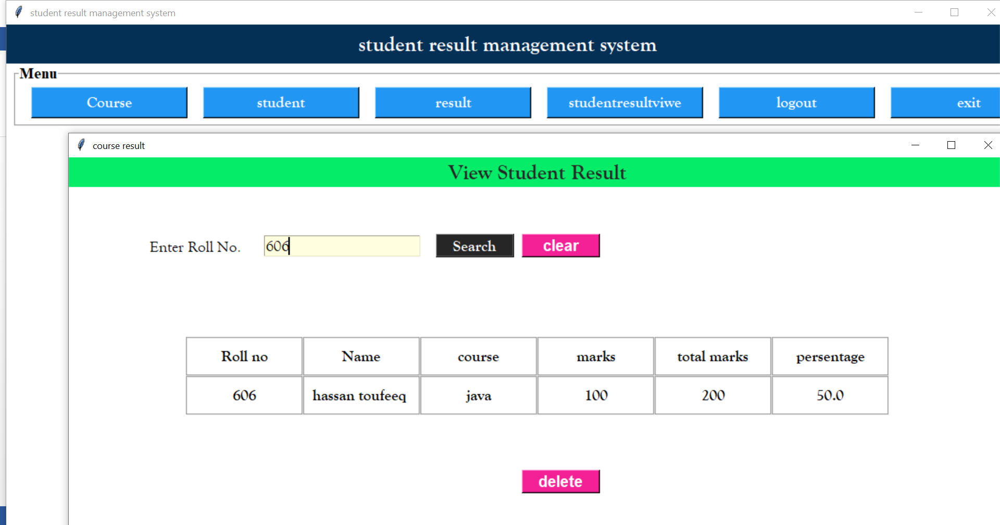 student result management system
student result management system
Menu
Course student result studentresultviwe logout exit
course result
View Student Result
Enter Roll No. 606 Search clear
Roll no Name course marks total marks persentage
606 hassan toufeeq java 100 200 50.0
delete